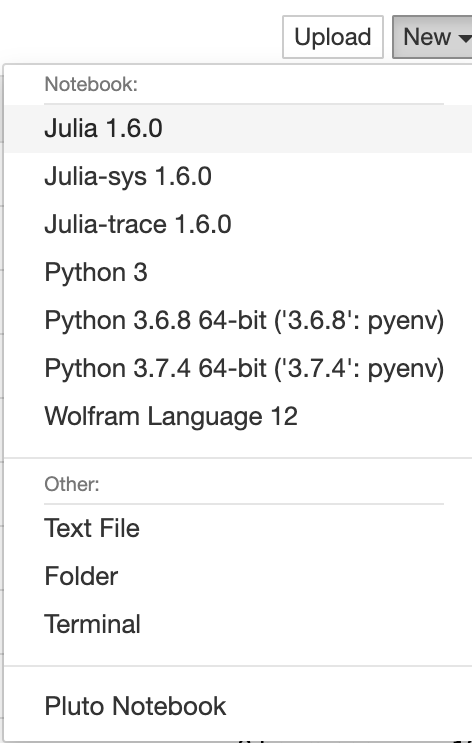 Upload New
Notebook:
Julia 1.6.0
Julia-sys 1.6.0
Julia-trace 1.6.0
Python 3
Python 3.6.8 64-bit ('3.6.8': pyenv)
Python 3.7.4 64-bit ('3.7.4': pyenv)
Wolfram Language 12
Other:
Text File
Folder
Terminal
Pluto Notebook